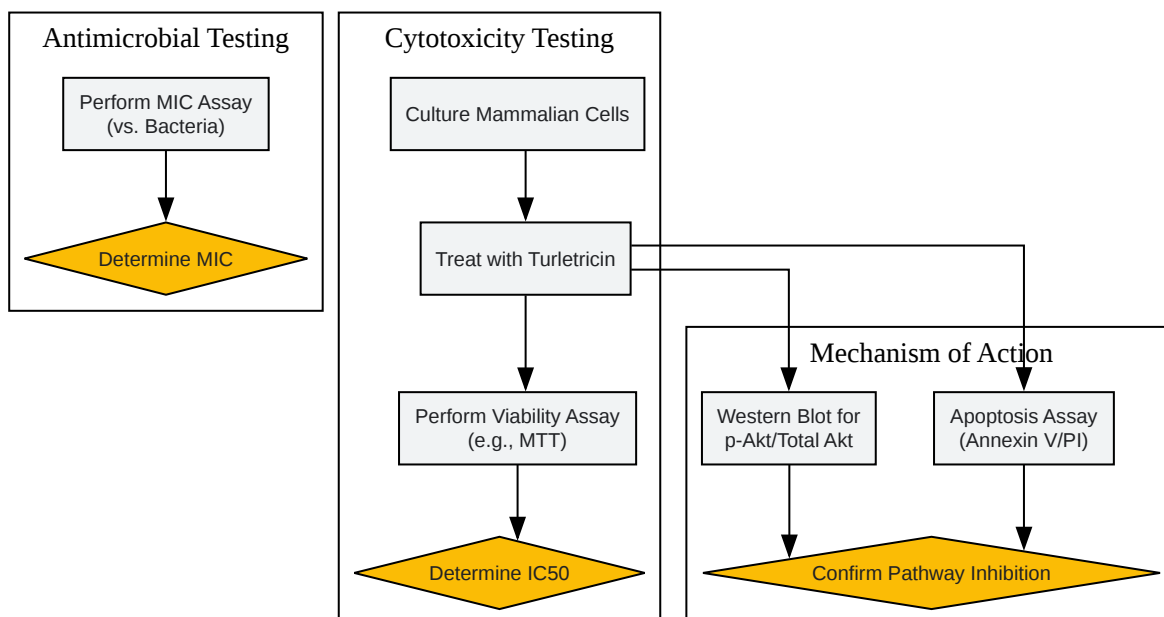 Antimicrobial Testing
Perform MIC Assay
(vs. Bacteria)
Determine MIC
Cytotoxicity Testing
Culture Mammalian Cells
Treat with Turletricin
Perform Viability Assay
(e.g., MTT)
Determine IC50
Mechanism of Action
Western Blot for
p-Akt/Total Akt
Apoptosis Assay
(Annexin V/PI)
Confirm Pathway Inhibition